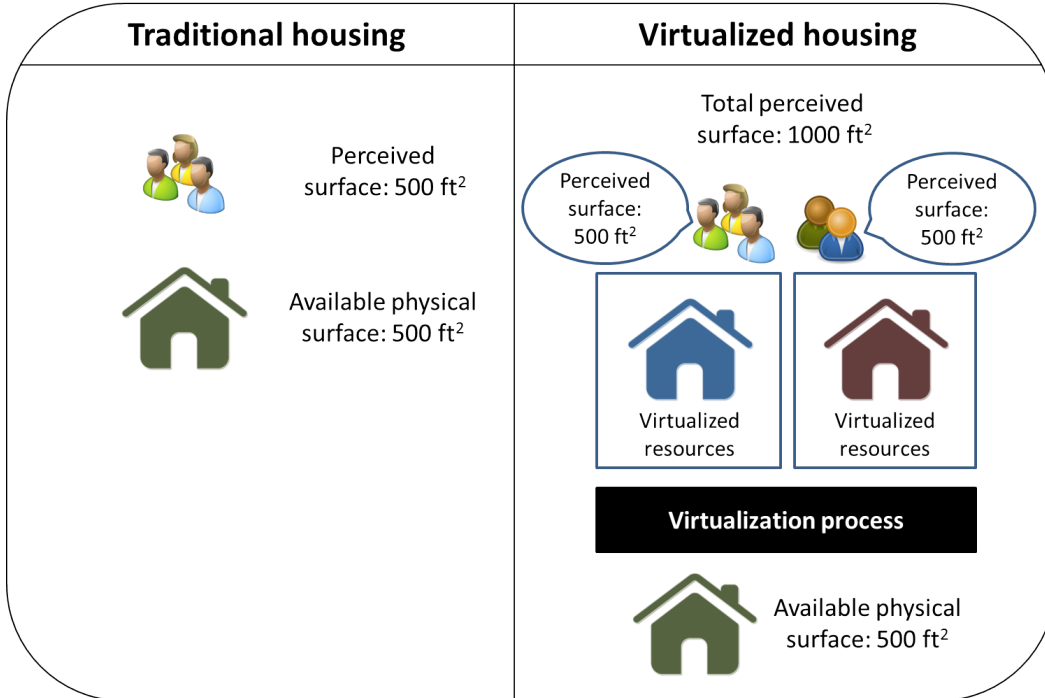 Traditional housing
Virtualized housing
Perceived
surface: 500 ft²
Available physical
surface: 500 ft²
Total perceived
surface: 1000 ft²
Perceived
surface:
500 ft²
Perceived
surface:
500 ft²
Virtualized
resources
Virtualized
resources
Virtualization process
Available physical
surface: 500 ft²